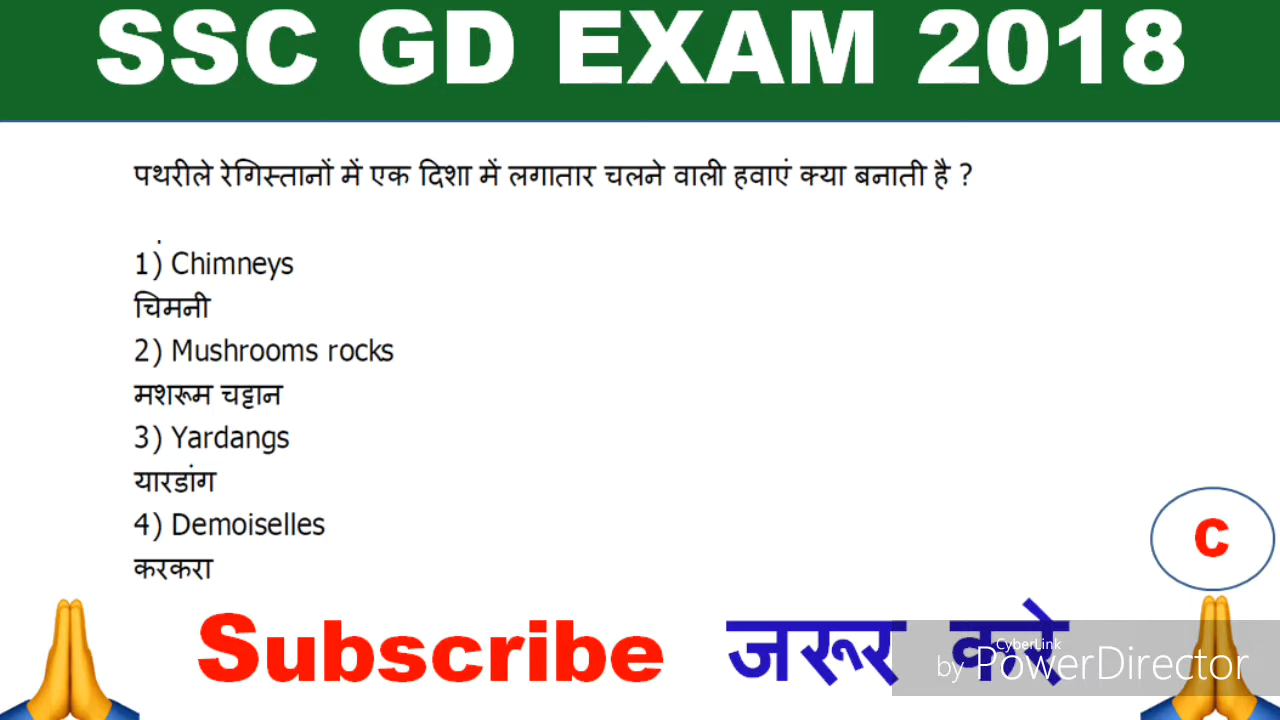 SSC GD EXAM 2018
पथरीले रेगिस्तानों में एक दिशा में लगातार चलने वाली हवाएं क्या बनाती है ?
1) Chimneys
चिमनी
2) Mushrooms rocks
मशरूम चट्टान
3) Yardangs
यारडांग
4) Demoiselles
करकरा
C
Subscribe जरूर करे
CyberLink
by PowerDirector